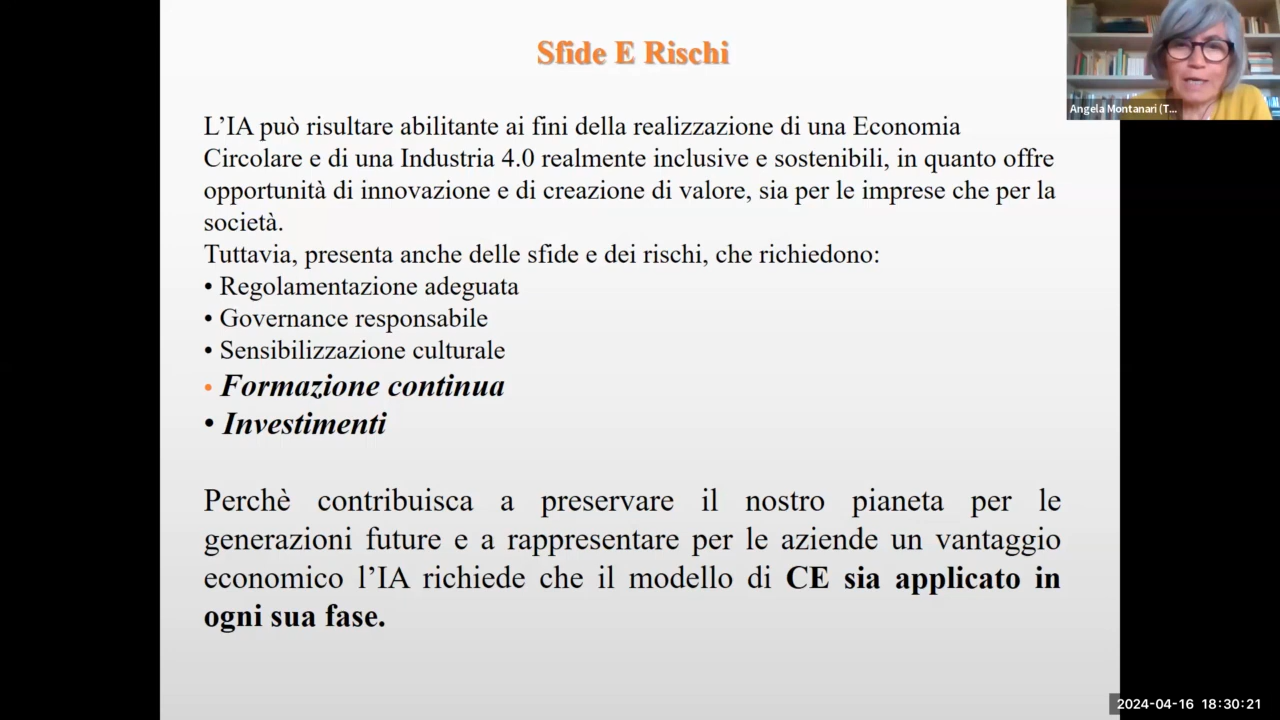 Sfide E Rischi
Angela Montanari (T...
L'IA può risultare abilitante ai fini della realizzazione di una Economia
Circolare e di una Industria 4.0 realmente inclusive e sostenibili, in quanto offre
opportunità di innovazione e di creazione di valore, sia per le imprese che per la
società.
Tuttavia, presenta anche delle sfide e dei rischi, che richiedono:
• Regolamentazione adeguata
• Governance responsabile
• Sensibilizzazione culturale
• Formazione continua
• Investimenti
Perchè contribuisca a preservare il nostro pianeta per le
generazioni future e a rappresentare per le aziende un vantaggio
economico l'IA richiede che il modello di CE sia applicato in
ogni sua fase.
2024-04-16 18:30:21